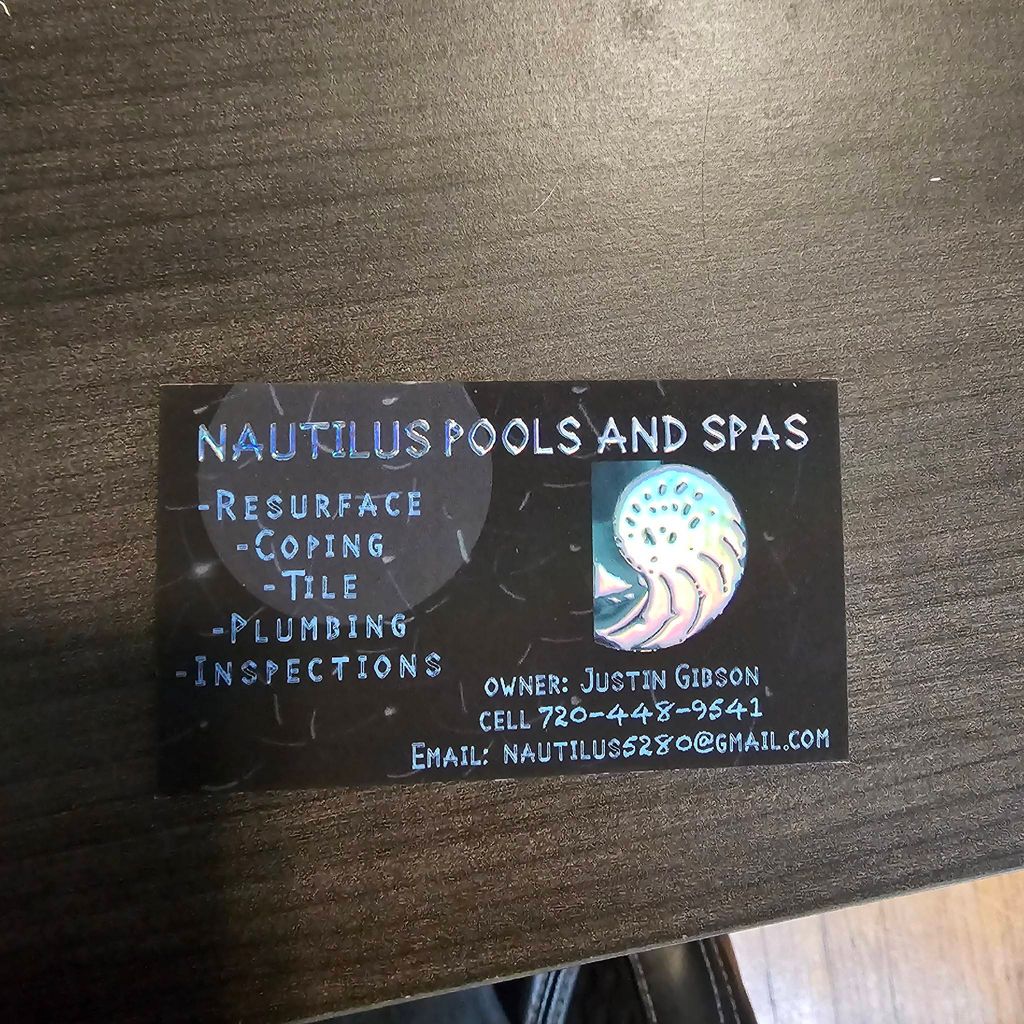 NAUTILUS POOLS AND SPAS
-RESURFACE
-COPING
-TILE
-PLUMBING
-INSPECTIONS
OWNER: JUSTIN GIBSON
CELL 720-448-9541
EMAIL: NAUTILUS5280@GMAIL.COM